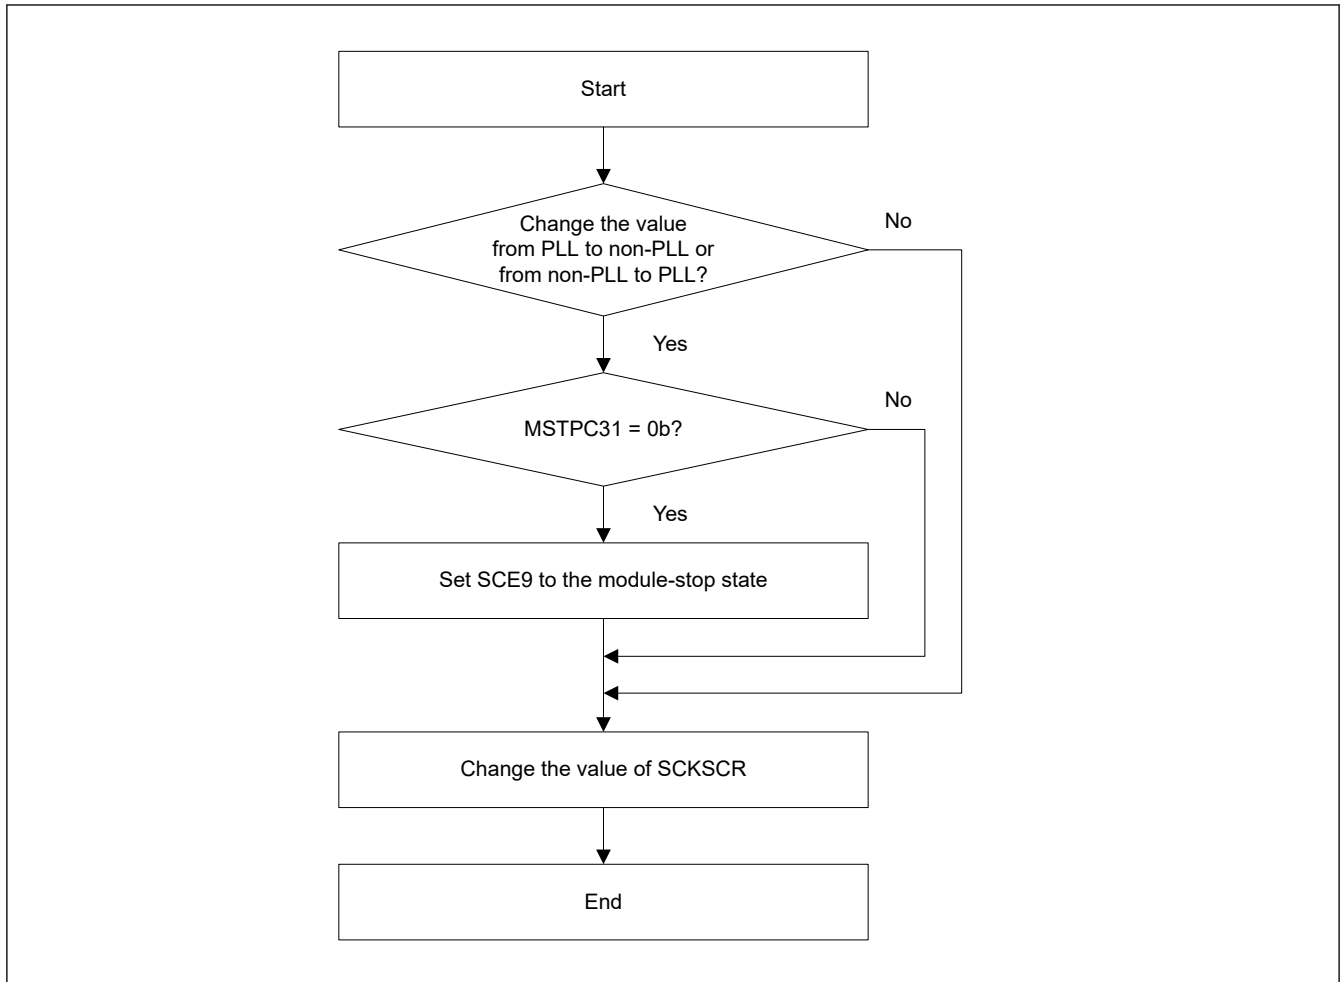 Start
Change the value
from PLL to non-PLL or
from non-PLL to PLL?
No
Yes
MSTPC31 = 0b?
No
Yes
Set SCE9 to the module-stop state
Change the value of SCKSCR
End